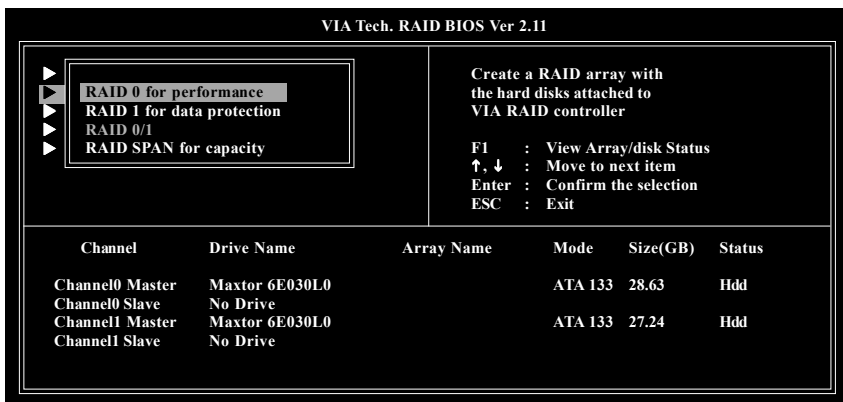 VIA Tech. RAID BIOS Ver 2.11
RAID 0 for performance
RAID 1 for data protection
RAID 0/1
RAID SPAN for capacity
Create a RAID array with
the hard disks attached to
VIA RAID controller
F1 : View Array/disk Status
↑, ↓ : Move to next item
Enter : Confirm the selection
ESC : Exit
Channel Drive Name Array Name Mode Size(GB) Status
Channel0 Master Maxtor 6E030L0 ATA 133 28.63 Hdd
Channel0 Slave No Drive
Channel1 Master Maxtor 6E030L0 ATA 133 27.24 Hdd
Channel1 Slave No Drive